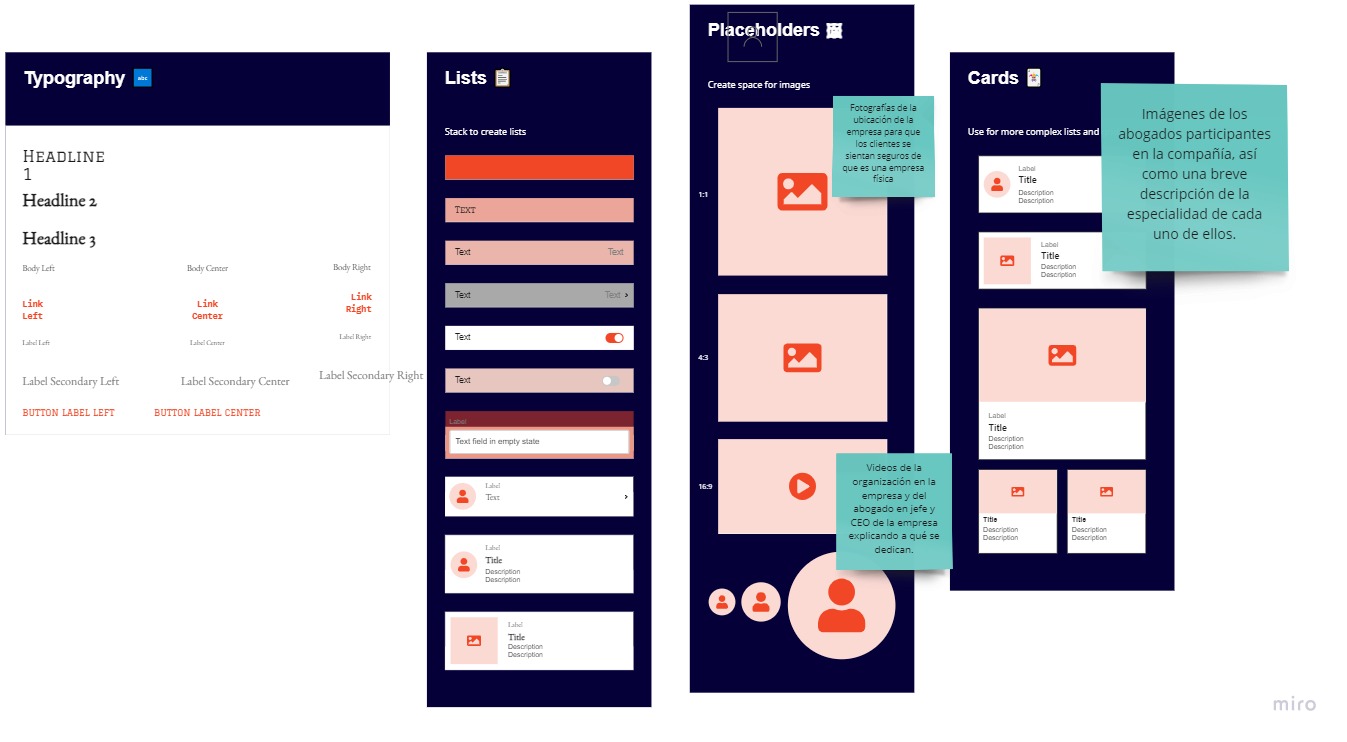 Typography
abc
HEADLINE
1
Headline 2
Headline 3
Body Left
Body Center
Body Right
Link
Left
Link
Center
Link
Right
Label Left
Label Center
Label Right
Label Secondary Left
Label Secondary Center
Label Secondary Right
BUTTON LABEL LEFT
BUTTON LABEL CENTER
Lists
Stack to create lists
TEXT
Text
Text
Text
Text ›
Text
Text
Label
Text field in empty state
Label
Text
›
Label
Title
Description
Description
Label
Title
Description
Description
Placeholders
Create space for images
1:1
Fotografías de la
ubicación de la
empresa para que
los clientes se
sientan seguros de
que es una empresa
física
4:3
16:9
Videos de la
organización en la
empresa y del
abogado en jefe y
CEO de la empresa
explicando a qué se
dedican.
Cards
Use for more complex lists and
Imágenes de los
abogados participantes
en la compañía, así
como una breve
descripción de la
especialidad de cada
uno de ellos.
Label
Title
Description
Description
Label
Title
Description
Description
Label
Title
Description
Description
Title
Description
Description
Title
Description
Description
miro